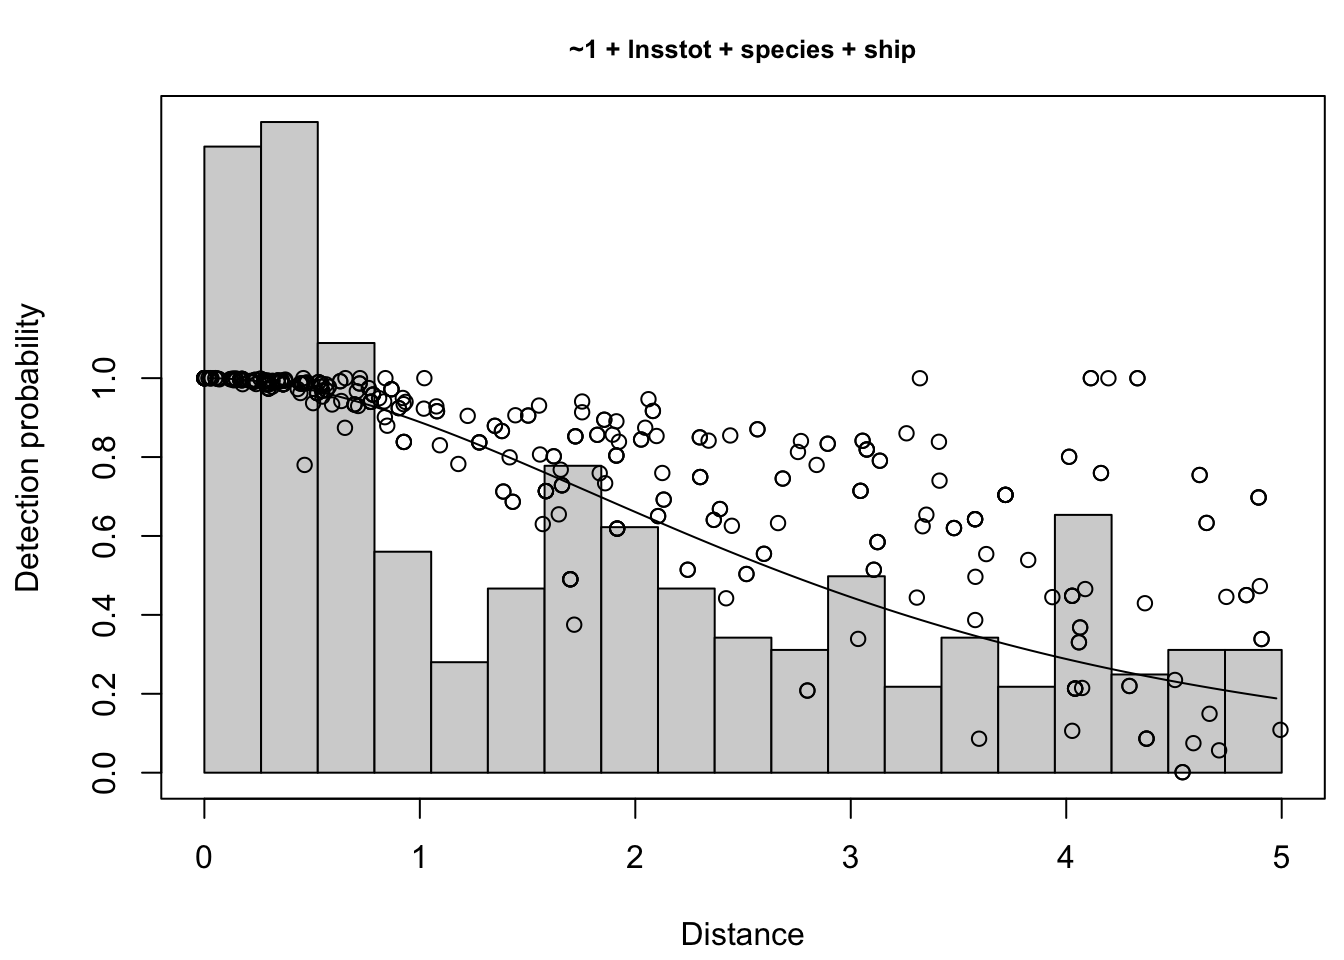 ~1 + lnsstot + species + ship
Detection probability
1.0
0.8
0.6
0.4
0.2
0.0
0 1 2 3 4 5
Distance